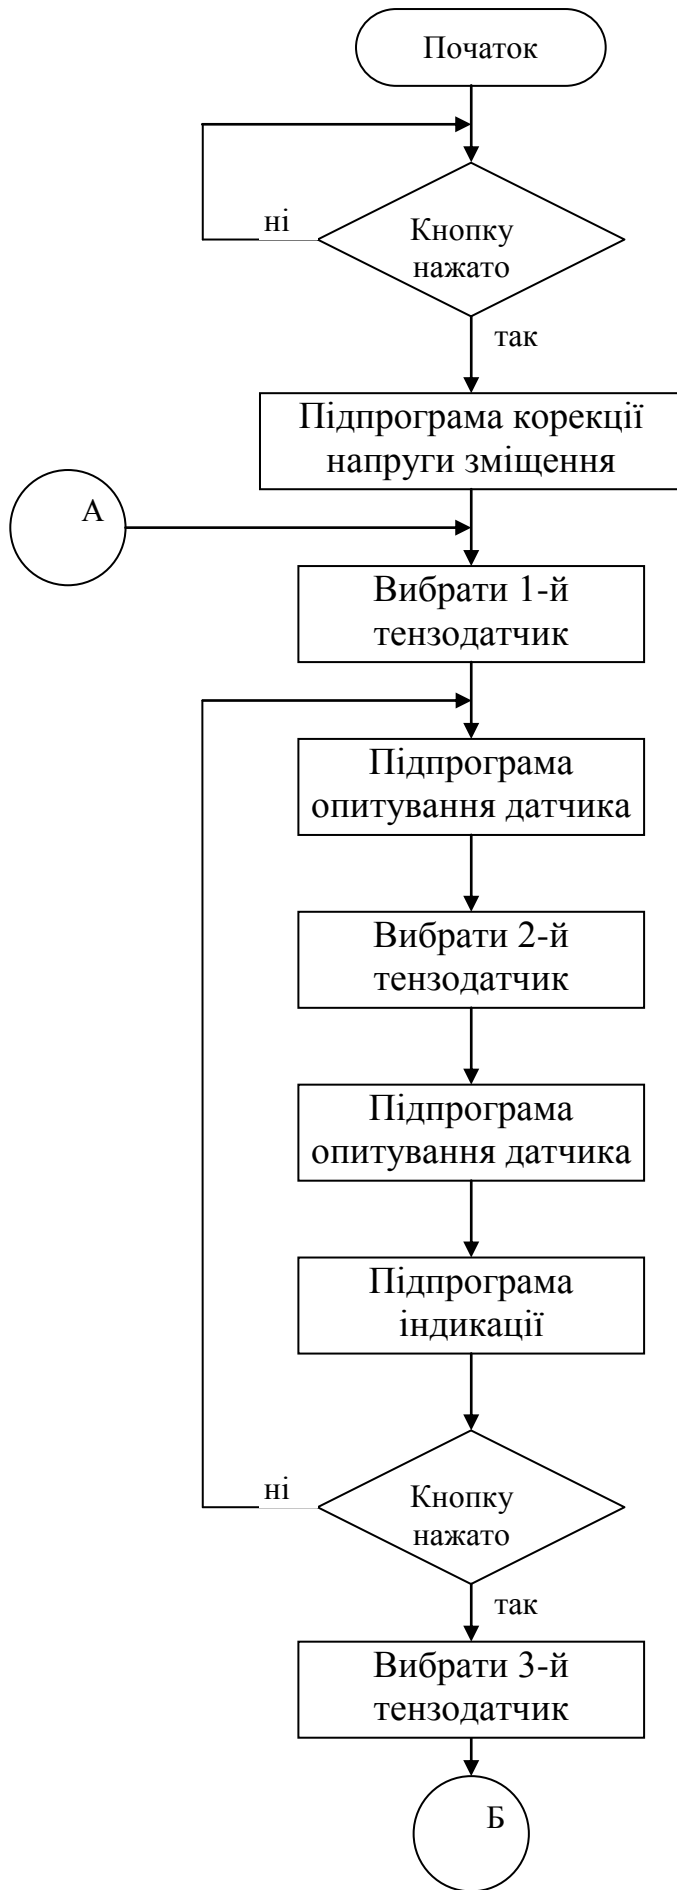 Початок
ні
Кнопку
нажато
так
Підпрограма корекції
напруги зміщення
А
Вибрати 1-й
тензодатчик
Підпрограма
опитування датчика
Вибрати 2-й
тензодатчик
Підпрограма
опитування датчика
Підпрограма
індикації
ні
Кнопку
нажато
так
Вибрати 3-й
тензодатчик
Б